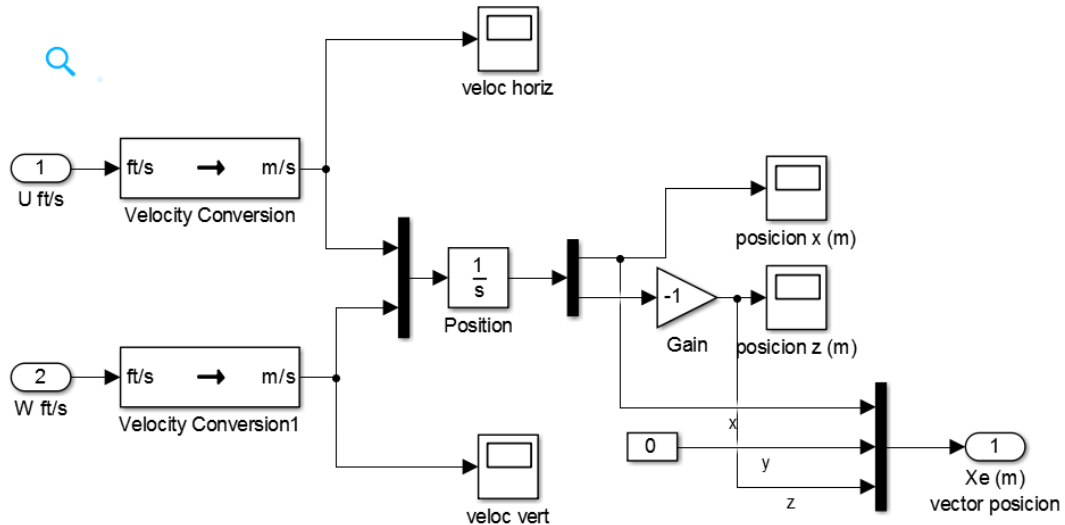 veloc horiz
1
U ft/s
ft/s → m/s
Velocity Conversion
posicion x (m)
1
s
Position
-1
Gain
posicion z (m)
2
W ft/s
ft/s → m/s
Velocity Conversion1
x
0
y
z
1
Xe (m)
vector posicion
veloc vert